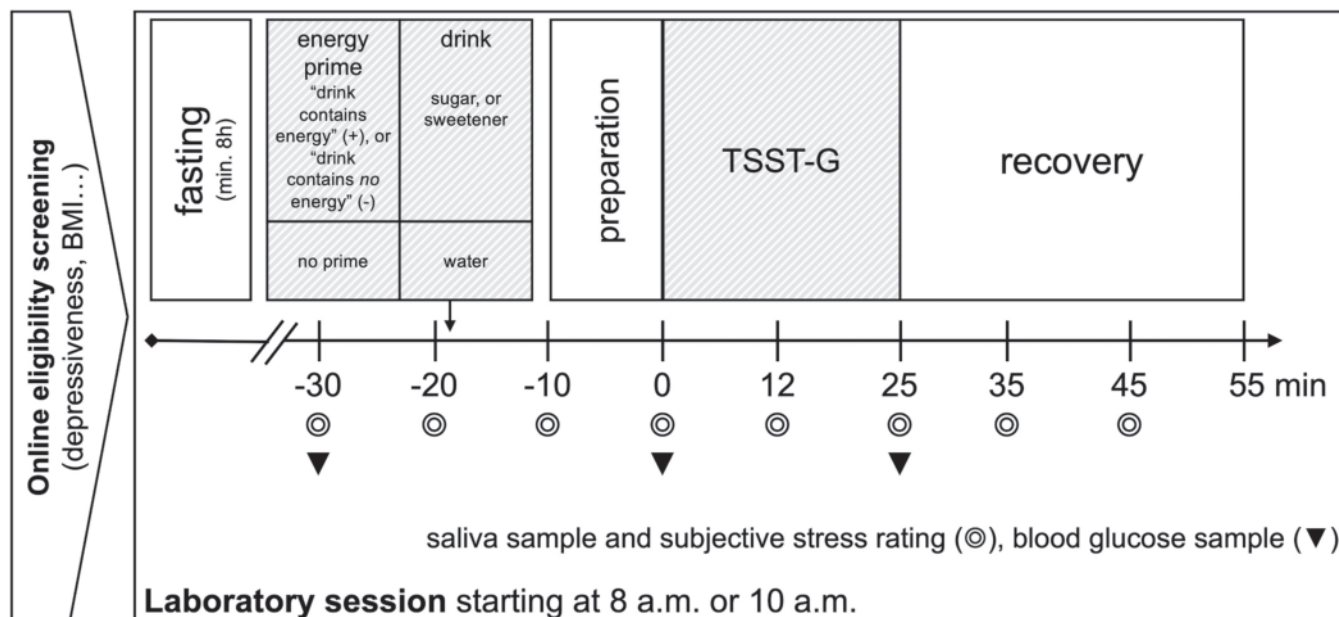 Online eligibility screening
(depressiveness, BMI…)
fasting
(min. 8h)
energy
prime
“drink
contains
energy” (+), or
“drink
contains no
energy” (-)
no prime
drink
sugar, or
sweetener
water
preparation
TSST-G
recovery
-30 -20 -10 0 12 25 35 45 55 min
saliva sample and subjective stress rating (◎), blood glucose sample (▼)
Laboratory session starting at 8 a.m. or 10 a.m.